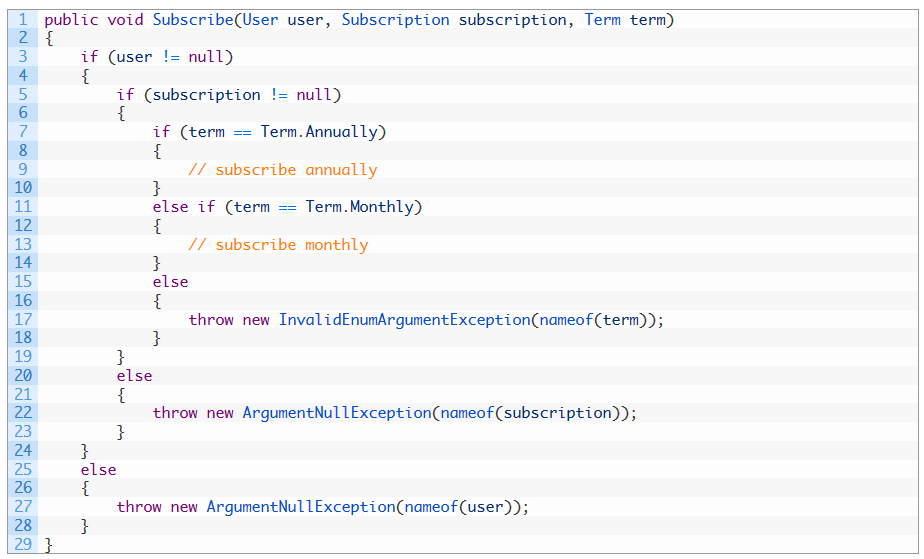 1 public void Subscribe(User user, Subscription subscription, Term term)
2 {
3     if (user != null)
4     {
5         if (subscription != null)
6         {
7             if (term == Term.Annually)
8             {
9                 // subscribe annually
10             }
11             else if (term == Term.Monthly)
12             {
13                 // subscribe monthly
14             }
15             else
16             {
17                 throw new InvalidEnumArgumentException(nameof(term));
18             }
19         }
20         else
21         {
22             throw new ArgumentNullException(nameof(subscription));
23         }
24     }
25     else
26     {
27         throw new ArgumentNullException(nameof(user));
28     }
29 }